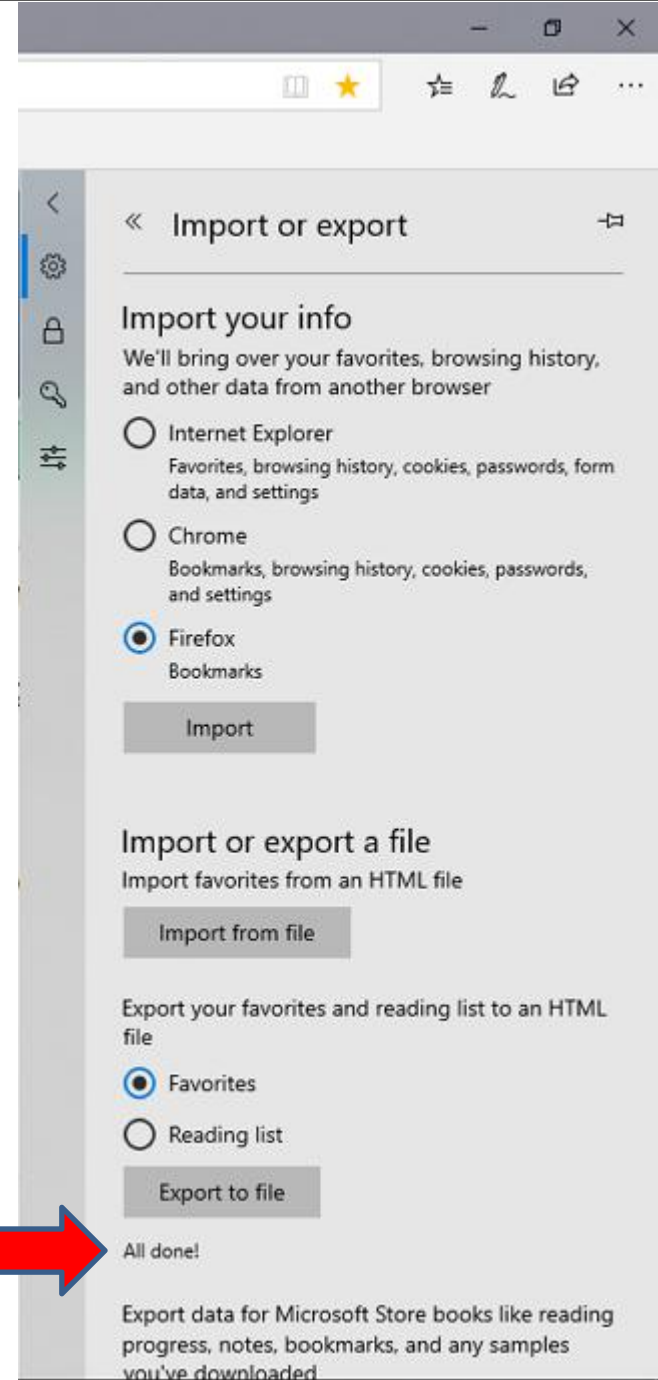 Import or export
Import your info
We'll bring over your favorites, browsing history,
and other data from another browser
Internet Explorer
Favorites, browsing history, cookies, passwords, form
data, and settings
Chrome
Bookmarks, browsing history, cookies, passwords,
and settings
Firefox
Bookmarks
Import
Import or export a file
Import favorites from an HTML file
Import from file
Export your favorites and reading list to an HTML
file
Favorites
Reading list
Export to file
All done!
Export data for Microsoft Store books like reading
progress, notes, bookmarks, and any samples
you've downloaded